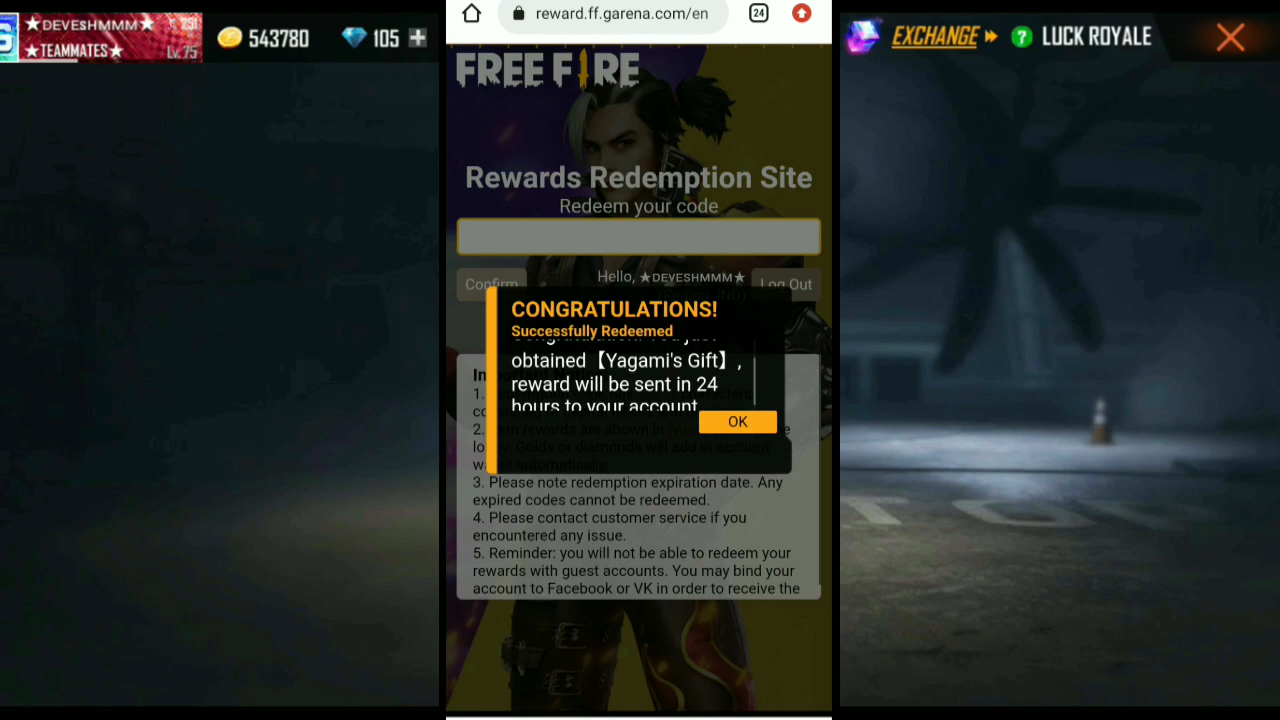 ★DEVESHMMM★
251
★TEAMMATES★
Lv. 75
543780
105
EXCHANGE
LUCK ROYALE
reward.ff.garena.com/en
24
FREE FIRE
Rewards Redemption Site
Redeem your code
Hello, ★DEVESHMMM★
Confirm
Log Out
CONGRATULATIONS!
Successfully Redeemed
obtained【Yagami's Gift】,
reward will be sent in 24
hours to your account
OK
1.
2.
3. Please note redemption expiration date. Any
expired codes cannot be redeemed.
4. Please contact customer service if you
encountered any issue.
5. Reminder: you will not be able to redeem your
rewards with guest accounts. You may bind your
account to Facebook or VK in order to receive the